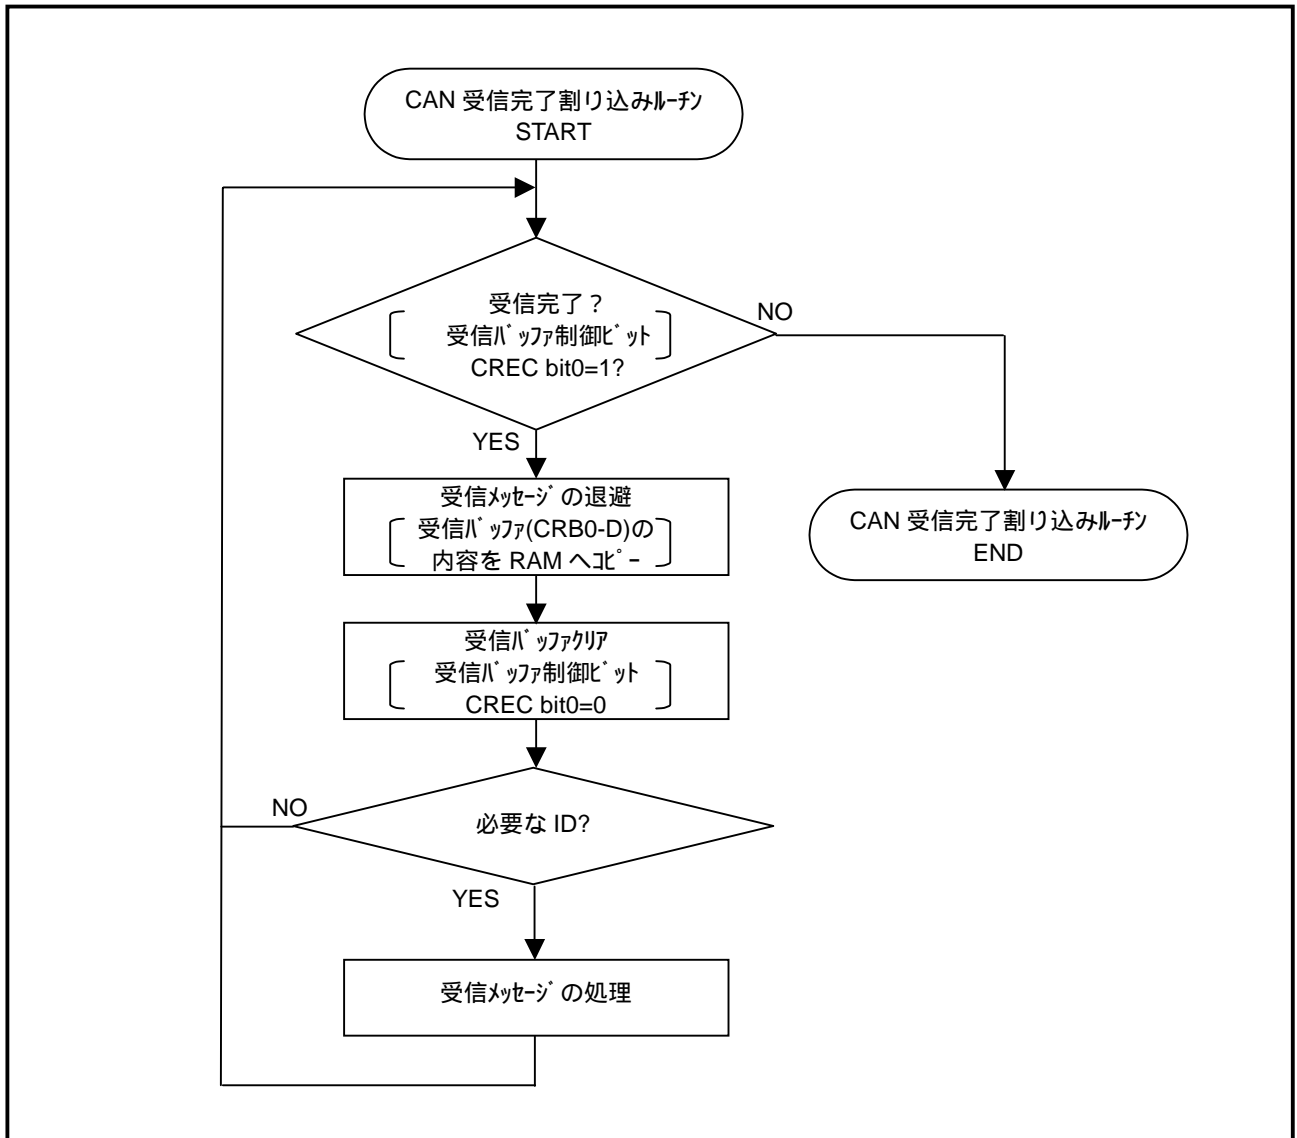 CAN 受信完了割り込みﾙｰﾁﾝ
START
受信完了？
受信ﾊﾞｯﾌｧ制御ﾋﾞｯﾄ
CREC bit0=1?
NO
YES
受信ﾒｯｾｰｼﾞの退避
受信ﾊﾞｯﾌｧ(CRB0-D)の
内容を RAM へｺﾋﾟｰ
CAN 受信完了割り込みﾙｰﾁﾝ
END
受信ﾊﾞｯﾌｧｸﾘｱ
受信ﾊﾞｯﾌｧ制御ﾋﾞｯﾄ
CREC bit0=0
NO
必要な ID?
YES
受信ﾒｯｾｰｼﾞの処理